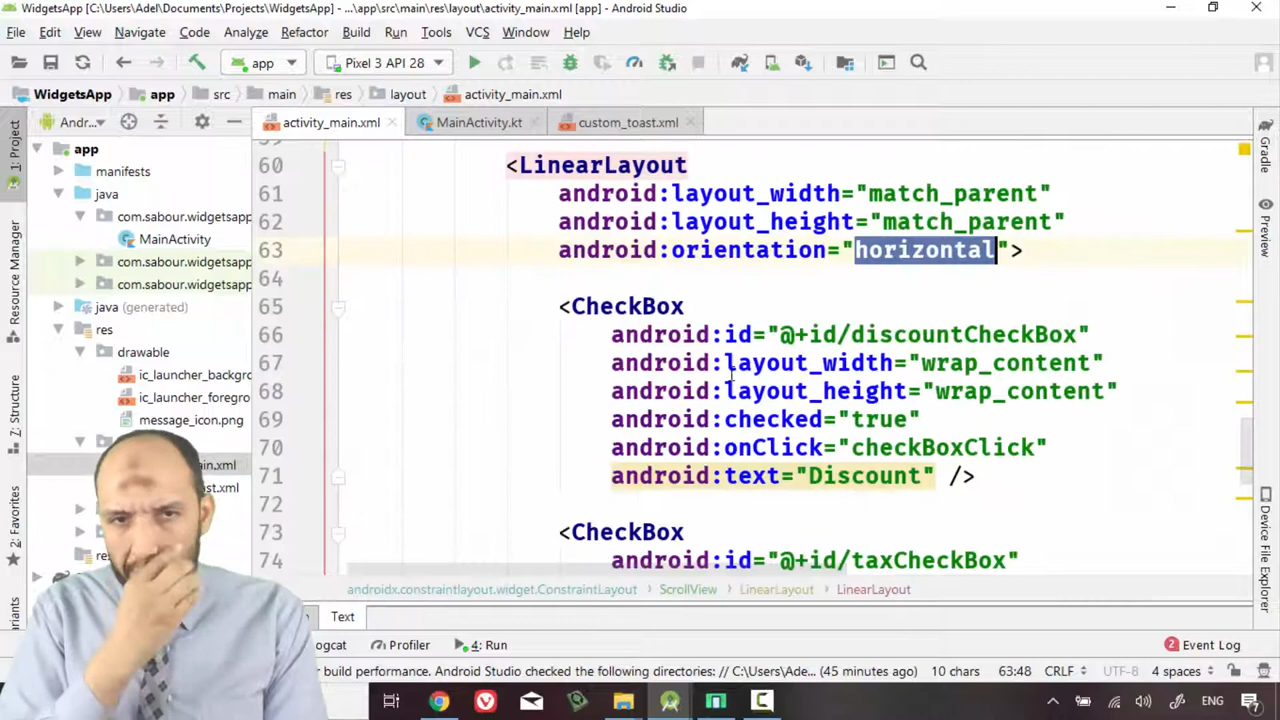 WidgetsApp [C:\Users\Adel\Documents\Projects\WidgetsApp] - ...\app\src\main\res\layout\activity_main.xml [app] - Android Studio
File Edit View Navigate Code Analyze Refactor Build Run Tools VCS Window Help
app Pixel 3 API 28
WidgetsApp app src main res layout activity_main.xml
Andr... activity_main.xml MainActivity.kt custom_toast.xml
1: Project
Resource Manager
Z: Structure
2: Favorites
app
manifests
java
com.sabour.widgetsapp
MainActivity
com.sabour.widgetsapp
com.sabour.widgetsapp
java (generated)
res
drawable
ic_launcher_backgro
ic_launcher_foregro
message_icon.png
60 <LinearLayout
61 android:layout_width="match_parent"
62 android:layout_height="match_parent"
63 android:orientation="horizontal">
64
65 <CheckBox
66 android:id="@+id/discountCheckBox"
67 android:layout_width="wrap_content"
68 android:layout_height="wrap_content"
69 android:checked="true"
70 android:onClick="checkBoxClick"
71 android:text="Discount" />
72
73 <CheckBox
74 android:id="@+id/taxCheckBox"
Gradle
Preview
Device File Explorer
androidx.constraintlayout.widget.ConstraintLayout ScrollView LinearLayout LinearLayout
Text
ogcat Profiler 4: Run 2 Event Log
build performance. Android Studio checked the following directories: // C:\Users\Ade... (45 minutes ago) 10 chars 63:48 CRLF UTF-8 4 spaces
ENG 7